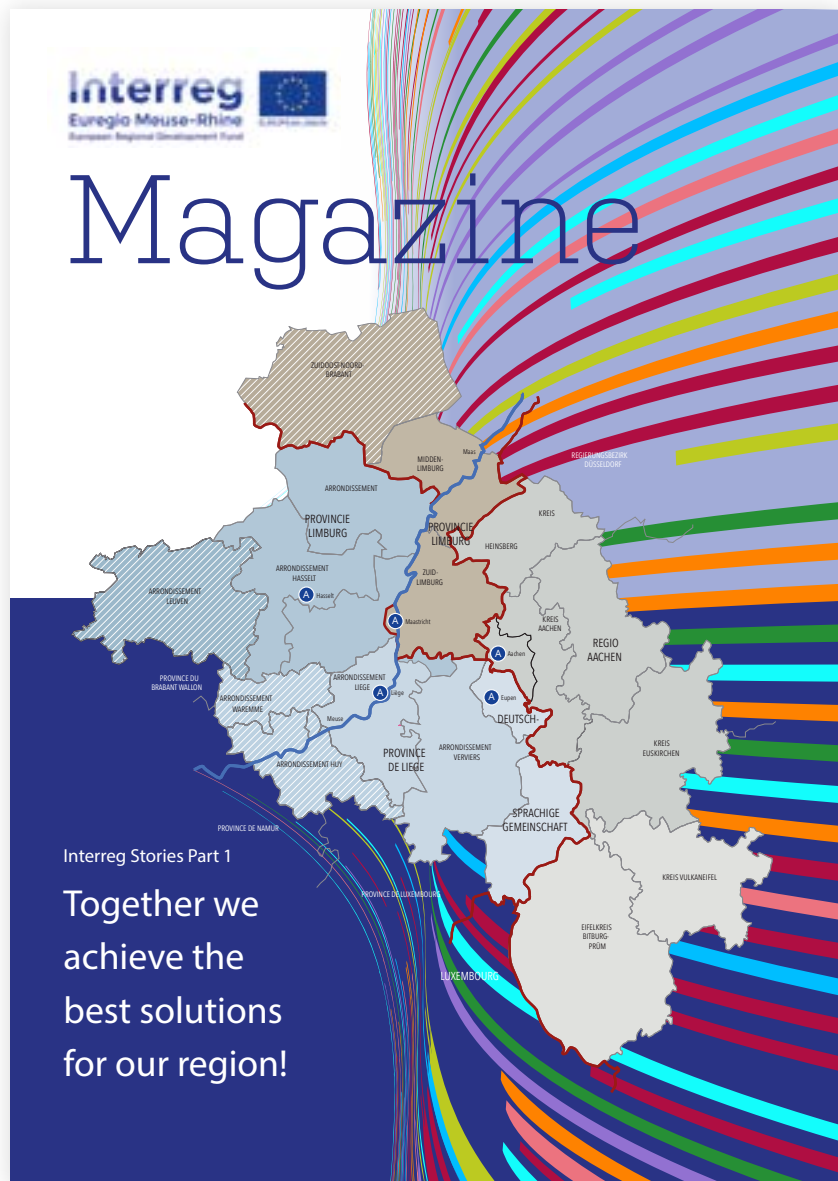 Interreg
Euregio Meuse-Rhine
European Regional Development Fund
Magazine
ZUIDOOST-NOORD-
BRABANT
MIDDEN-
LIMBURG
Maas
REGIERUNGSBEZIRK
DÜSSELDORF
ARRONDISSEMENT
PROVINCIE
LIMBURG
PROVINCIE
LIMBURG
KREIS
HEINSBERG
ARRONDISSEMENT
HASSELT
A Hasselt
ZUID-
LIMBURG
ARRONDISSEMENT
LEUVEN
A Maastricht
KREIS
AACHEN
REGIO
AACHEN
A Aachen
PROVINCE DU
BRABANT WALLON
ARRONDISSEMENT
WAREMME
ARRONDISSEMENT
LIEGE
A Liège
A Eupen
DEUTSCH-
Meuse
ARRONDISSEMENT HUY
PROVINCE
DE LIEGE
ARRONDISSEMENT
VERVIERS
KREIS
EUSKIRCHEN
SPRACHIGE
GEMEINSCHAFT
PROVINCE DE NAMUR
PROVINCE DE LUXEMBOURG
KREIS VULKANEIFEL
EIFELKREIS
BITBURG-
PRÜM
LUXEMBOURG
Interreg Stories Part 1
Together we
achieve the
best solutions
for our region!